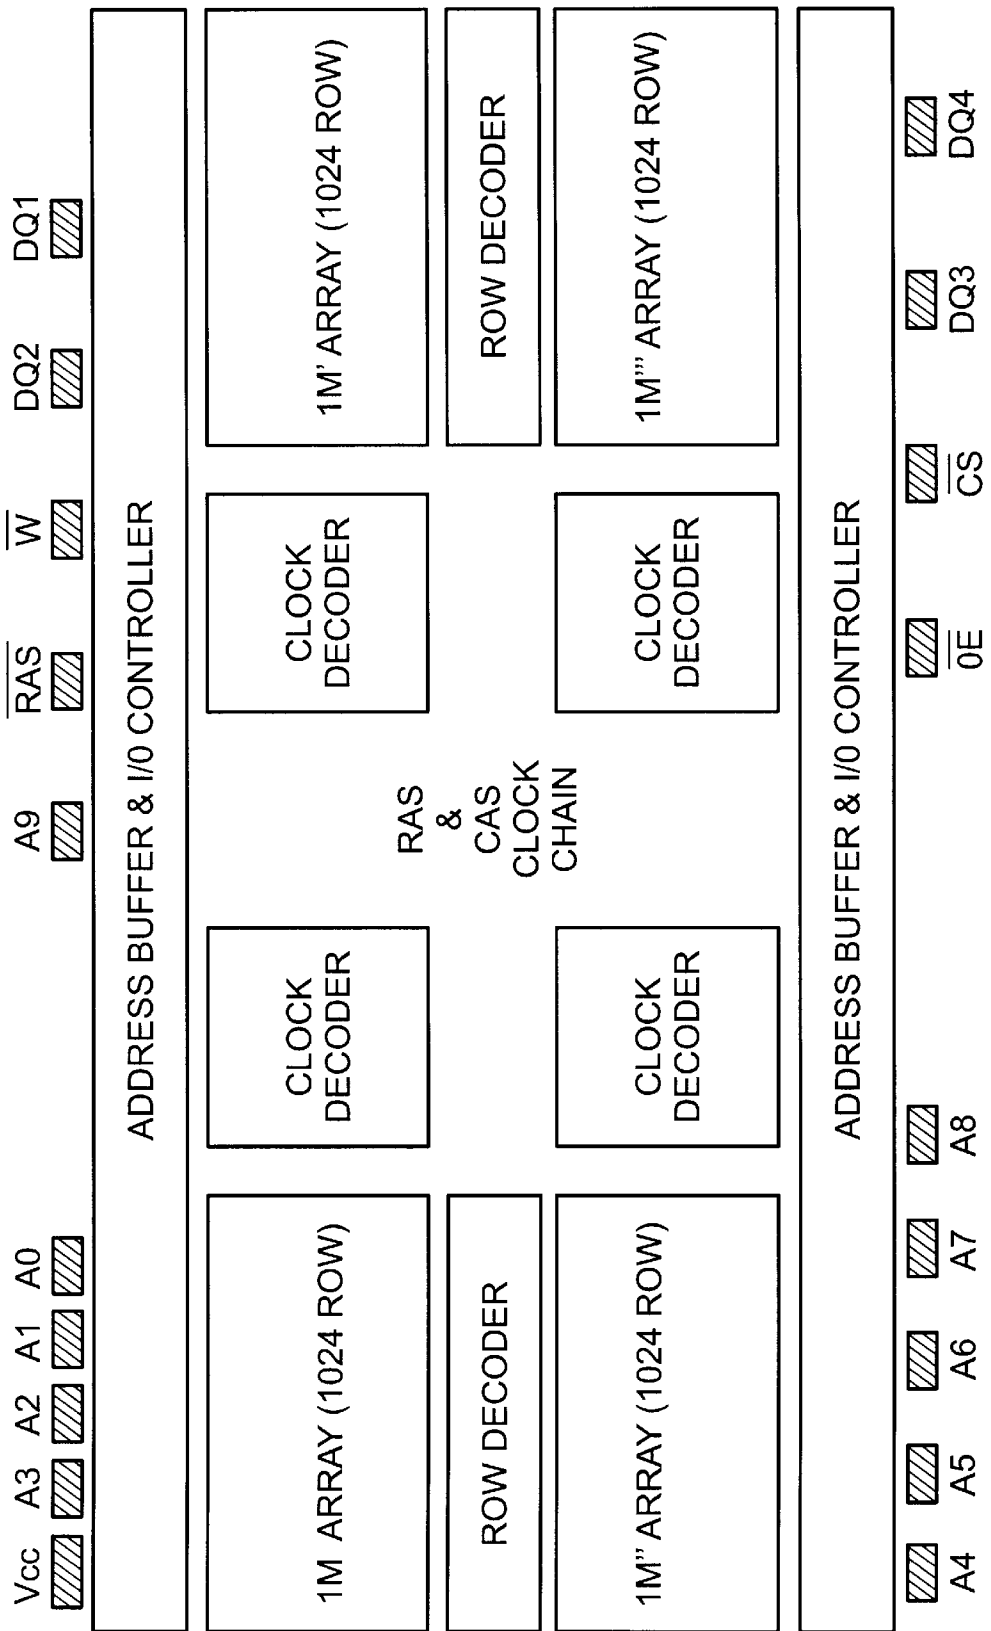 Vcc A3 A2 A1 A0 A9 RAS W DQ2 DQ1
ADDRESS BUFFER & I/0 CONTROLLER
1M ARRAY (1024 ROW)
CLOCK
DECODER
CLOCK
DECODER
1M' ARRAY (1024 ROW)
ROW DECODER
RAS
&
CAS
CLOCK
CHAIN
ROW DECODER
1M" ARRAY (1024 ROW)
CLOCK
DECODER
CLOCK
DECODER
1M''' ARRAY (1024 ROW)
ADDRESS BUFFER & I/0 CONTROLLER
A4 A5 A6 A7 A8 0E CS DQ3 DQ4